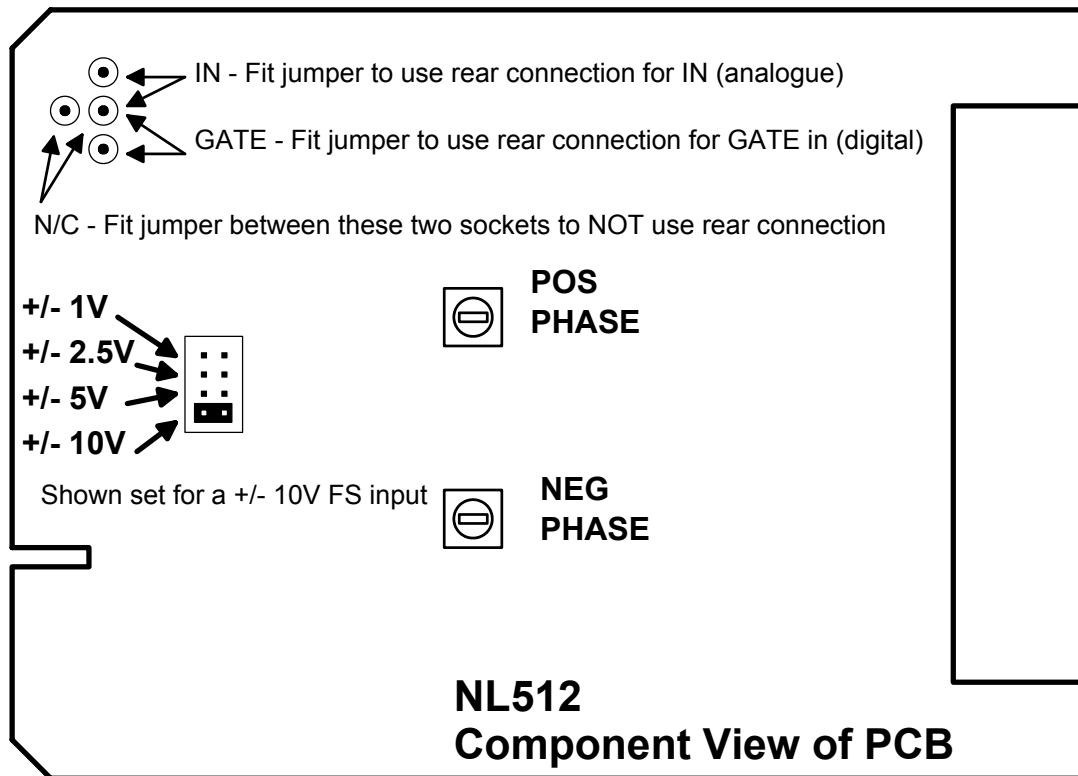 IN - Fit jumper to use rear connection for IN (analogue)
GATE - Fit jumper to use rear connection for GATE in (digital)
N/C - Fit jumper between these two sockets to NOT use rear connection
POS
PHASE
+/- 1V
+/- 2.5V
+/- 5V
+/- 10V
Shown set for a +/- 10V FS input
NEG
PHASE
NL512
Component View of PCB